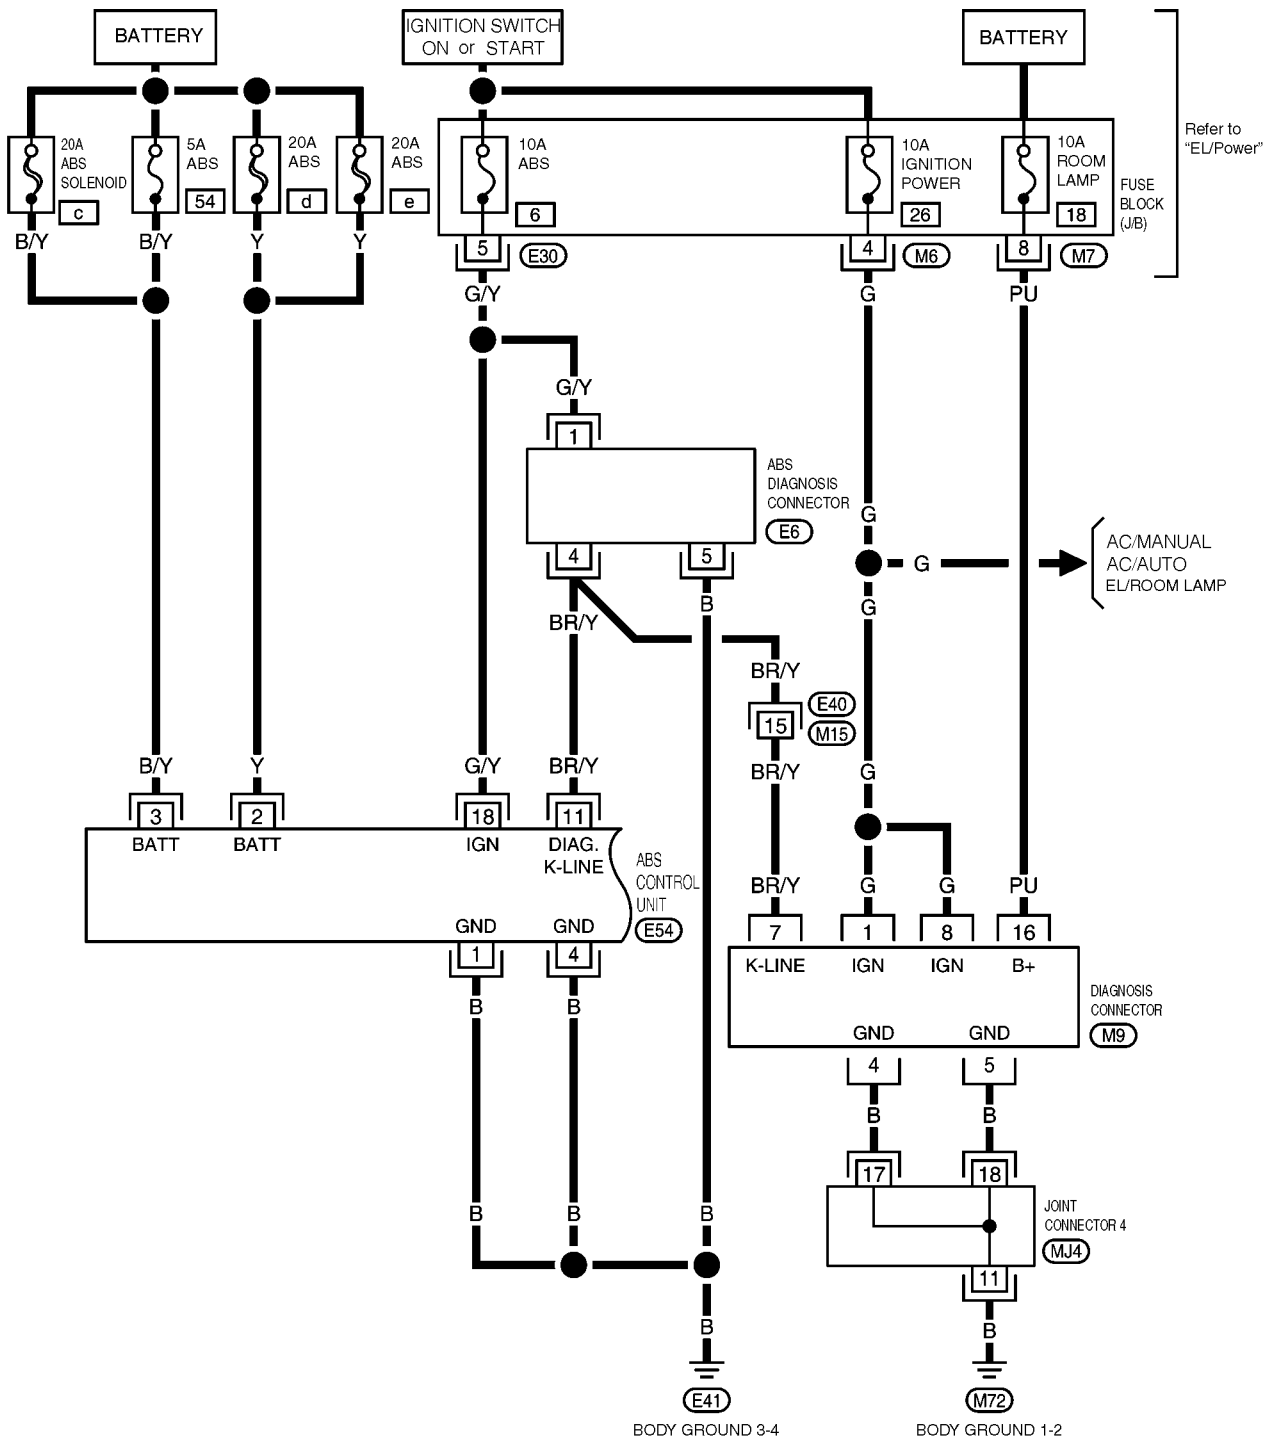 BATTERY
IGNITION SWITCH
ON or START
BATTERY
20A
ABS
SOLENOID
c
5A
ABS
54
20A
ABS
d
20A
ABS
e
10A
ABS
6
10A
IGNITION
POWER
26
10A
ROOM
LAMP
18
FUSE
BLOCK
(J/B)
Refer to
"EL/Power"
B/Y
B/Y
Y
Y
5
E30
4
M6
8
M7
G/Y
G
PU
G/Y
1
ABS
DIAGNOSIS
CONNECTOR
E6
4
5
G
G
G
AC/MANUAL
AC/AUTO
EL/ROOM LAMP
BR/Y
B
BR/Y
15
E40
M15
BR/Y
B/Y
Y
G/Y
BR/Y
G
3
2
18
11
BATT
BATT
IGN
DIAG.
K-LINE
ABS
CONTROL
UNIT
E54
GND
GND
1
4
BR/Y
G
G
PU
7
1
8
16
K-LINE
IGN
IGN
B+
DIAGNOSIS
CONNECTOR
M9
GND
GND
4
5
B
B
B
B
17
18
JOINT
CONNECTOR 4
MJ4
11
B
B
B
B
B
E41
M72
BODY GROUND 3-4
BODY GROUND 1-2